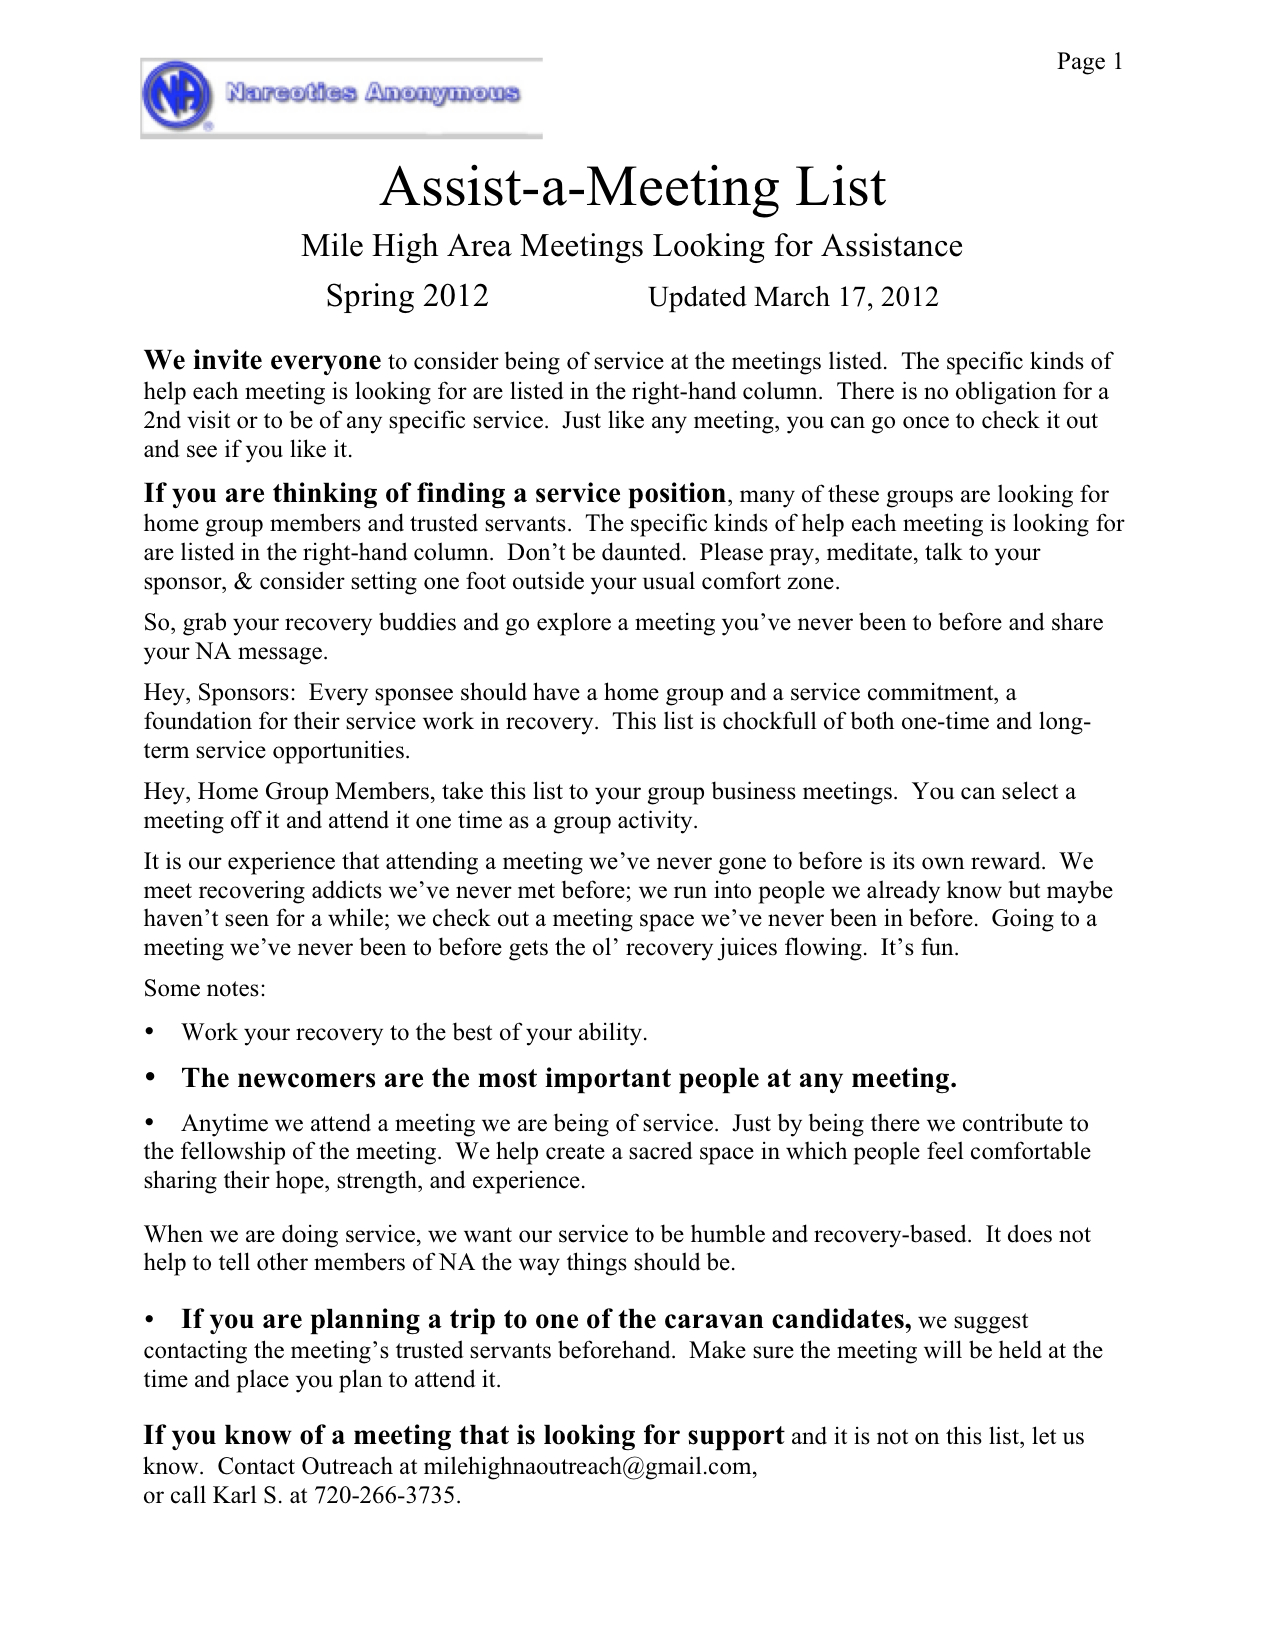 Page 1
NA Narcotics Anonymous
®
Assist-a-Meeting List
Mile High Area Meetings Looking for Assistance
Spring 2012 Updated March 17, 2012
We invite everyone to consider being of service at the meetings listed.  The specific kinds of
help each meeting is looking for are listed in the right-hand column.  There is no obligation for a
2nd visit or to be of any specific service.  Just like any meeting, you can go once to check it out
and see if you like it.
If you are thinking of finding a service position, many of these groups are looking for
home group members and trusted servants.  The specific kinds of help each meeting is looking for
are listed in the right-hand column.  Don’t be daunted.  Please pray, meditate, talk to your
sponsor, & consider setting one foot outside your usual comfort zone.
So, grab your recovery buddies and go explore a meeting you’ve never been to before and share
your NA message.
Hey, Sponsors:  Every sponsee should have a home group and a service commitment, a
foundation for their service work in recovery.  This list is chockfull of both one-time and long-
term service opportunities.
Hey, Home Group Members, take this list to your group business meetings.  You can select a
meeting off it and attend it one time as a group activity.
It is our experience that attending a meeting we’ve never gone to before is its own reward.  We
meet recovering addicts we’ve never met before; we run into people we already know but maybe
haven’t seen for a while; we check out a meeting space we’ve never been in before.  Going to a
meeting we’ve never been to before gets the ol’ recovery juices flowing.  It’s fun.
Some notes:
• Work your recovery to the best of your ability.
• The newcomers are the most important people at any meeting.
• Anytime we attend a meeting we are being of service.  Just by being there we contribute to
the fellowship of the meeting.  We help create a sacred space in which people feel comfortable
sharing their hope, strength, and experience.
When we are doing service, we want our service to be humble and recovery-based.  It does not
help to tell other members of NA the way things should be.
• If you are planning a trip to one of the caravan candidates, we suggest
contacting the meeting’s trusted servants beforehand.  Make sure the meeting will be held at the
time and place you plan to attend it.
If you know of a meeting that is looking for support and it is not on this list, let us
know.  Contact Outreach at milehighnaoutreach@gmail.com,
or call Karl S. at 720-266-3735.